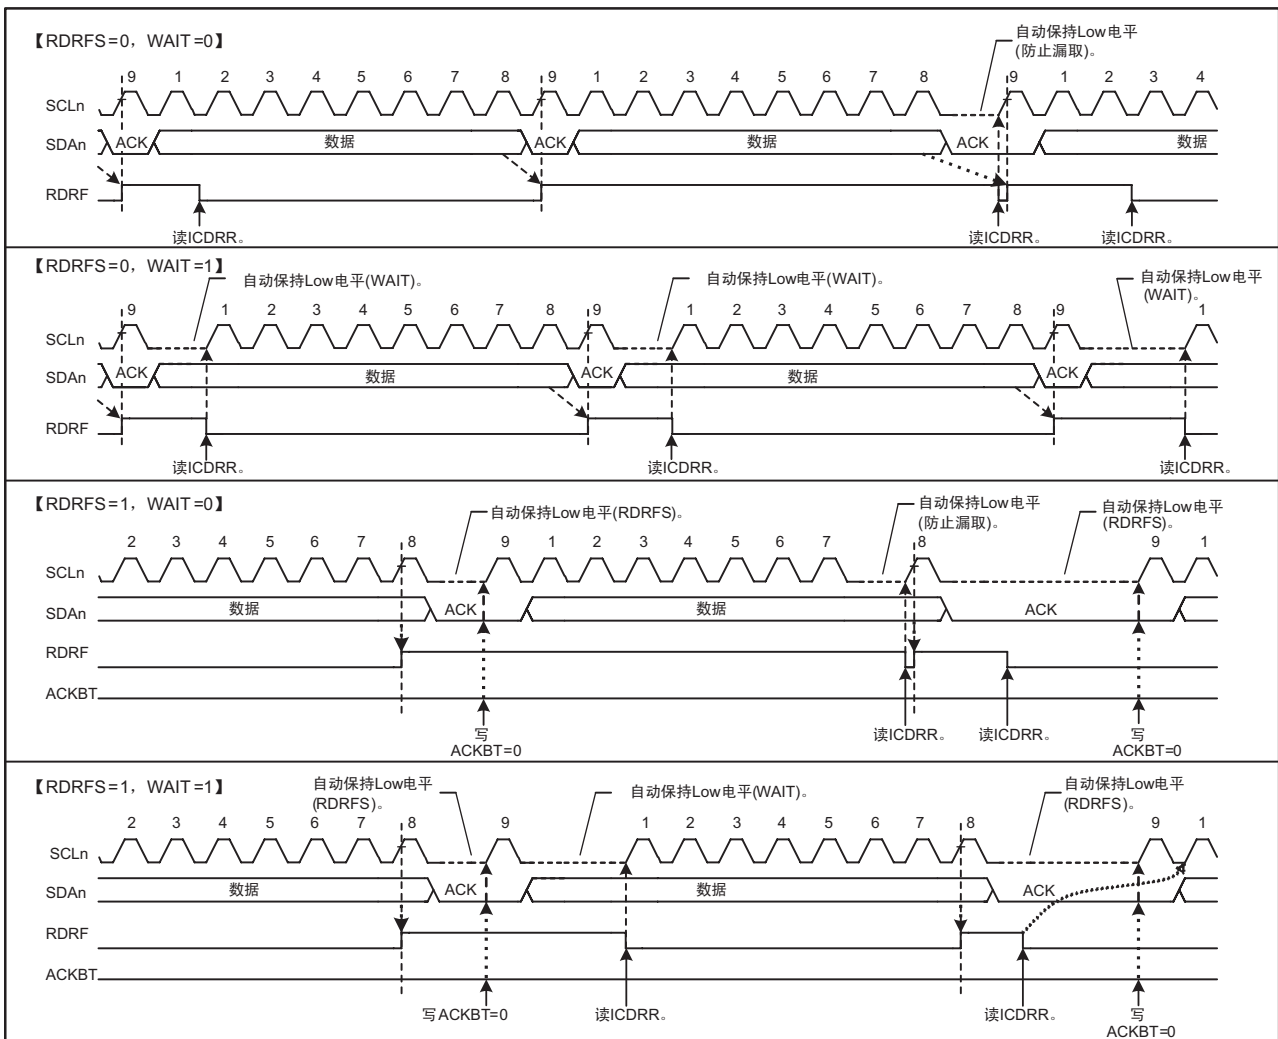 【RDRFS=0，WAIT=0】
自动保持Low电平
(防止漏取)。
9 1 2 3 4 5 6 7 8 9 1 2 3 4 5 6 7 8 9 1 2 3 4
SCLn
SDAn ACK 数据 ACK 数据 ACK 数据
RDRF
读ICDRR。 读ICDRR。 读ICDRR。
【RDRFS=0，WAIT=1】
自动保持Low电平(WAIT)。 自动保持Low电平(WAIT)。 自动保持Low电平
(WAIT)。
9 1 2 3 4 5 6 7 8 9 1 2 3 4 5 6 7 8 9 1
SCLn
SDAn ACK 数据 ACK 数据 ACK
RDRF
读ICDRR。 读ICDRR。 读ICDRR。
【RDRFS=1，WAIT=0】
自动保持Low电平(RDRFS)。 自动保持Low电平
(防止漏取)。 自动保持Low电平
(RDRFS)。
2 3 4 5 6 7 8 9 1 2 3 4 5 6 7 8 9 1
SCLn
SDAn 数据 ACK 数据 ACK
RDRF
ACKBT
写
ACKBT=0 读ICDRR。 读ICDRR。 写
ACKBT=0
【RDRFS=1，WAIT=1】
自动保持Low电平
(RDRFS)。 自动保持Low电平(WAIT)。 自动保持Low电平
(RDRFS)。
2 3 4 5 6 7 8 9 1 2 3 4 5 6 7 8 9 1
SCLn
SDAn 数据 ACK 数据 ACK
RDRF
ACKBT
写ACKBT=0 读ICDRR。 读ICDRR。 写
ACKBT=0